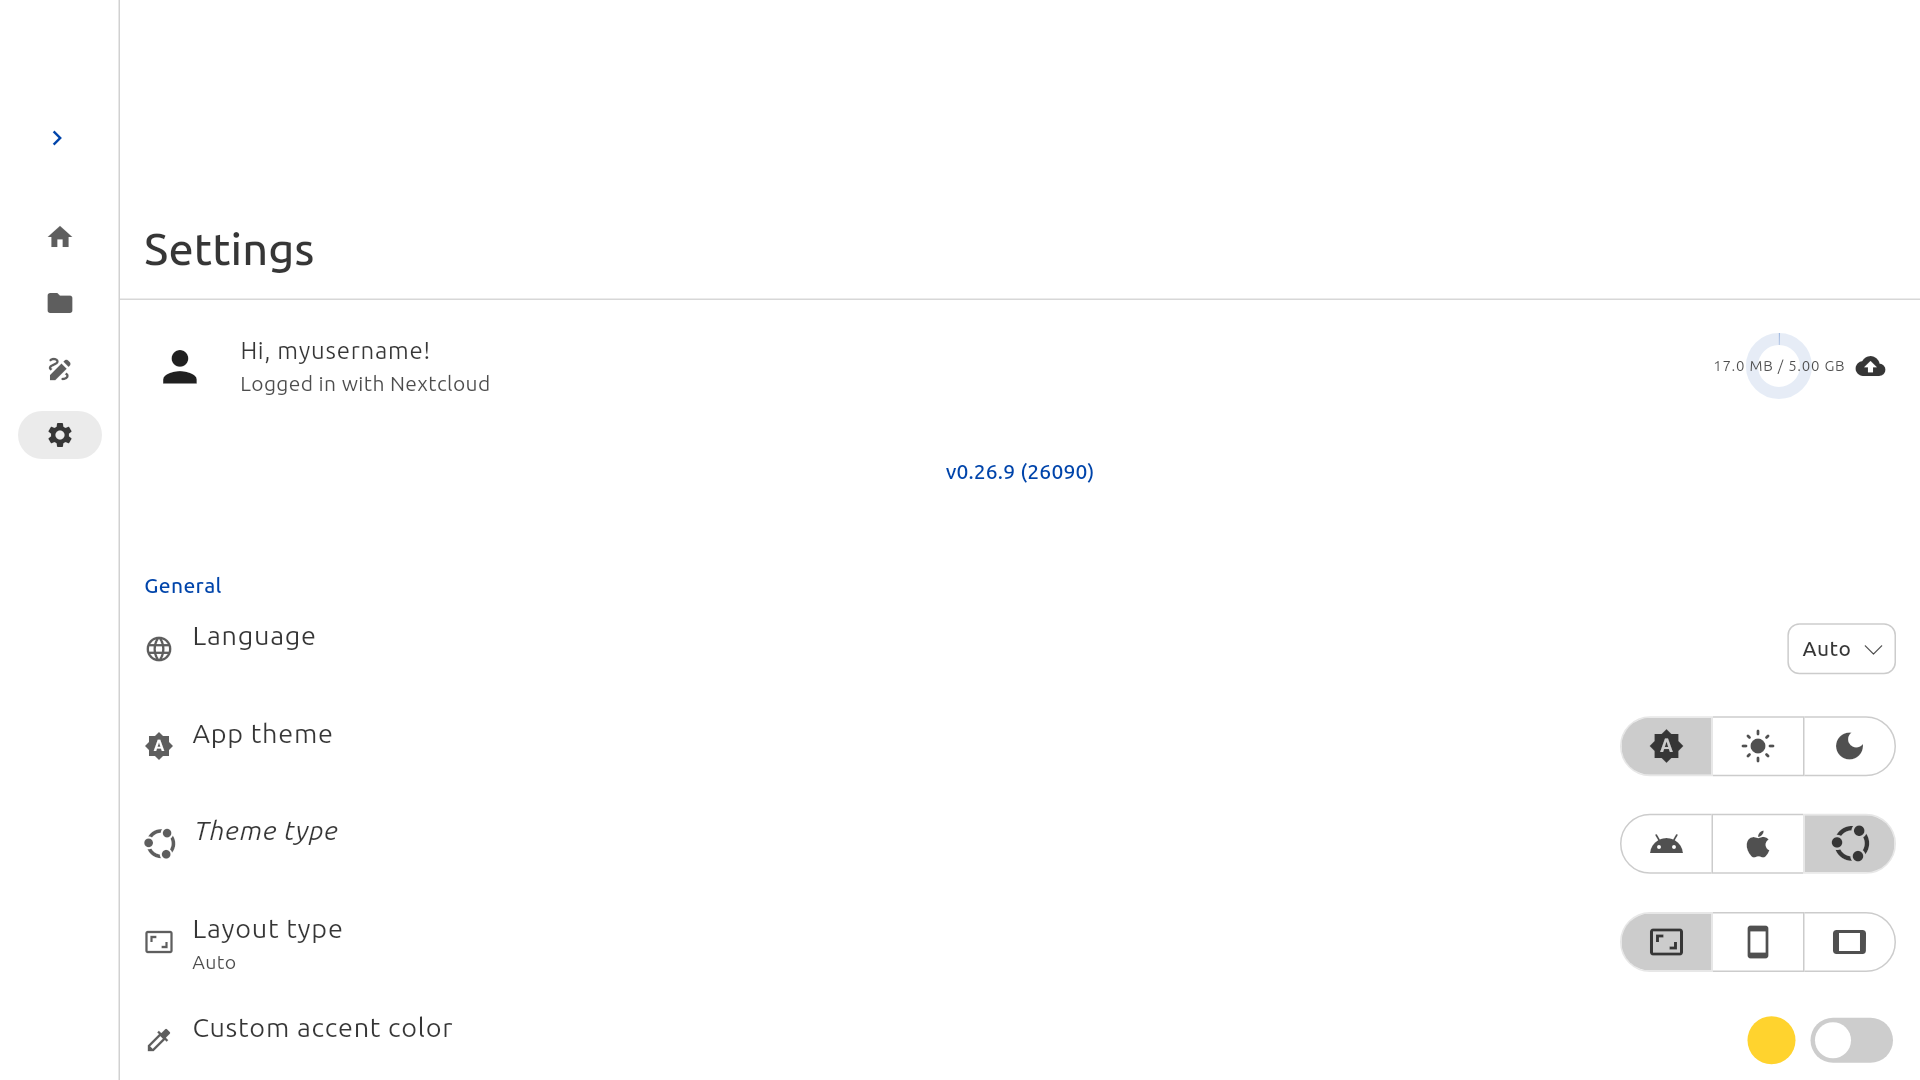 Settings
Hi, myusername!
Logged in with Nextcloud
17.0 MB / 5.00 GB
v0.26.9 (26090)
General
Language
Auto
App theme
A
Theme type
Layout type
Auto
Custom accent color